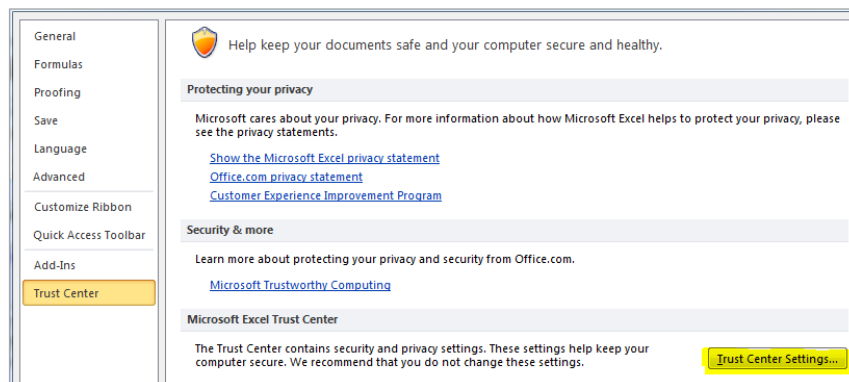 General
Formulas
Proofing
Save
Language
Advanced
Customize Ribbon
Quick Access Toolbar
Add-Ins
Trust Center
Help keep your documents safe and your computer secure and healthy.
Protecting your privacy
Microsoft cares about your privacy. For more information about how Microsoft Excel helps to protect your privacy, please
see the privacy statements.
Show the Microsoft Excel privacy statement
Office.com privacy statement
Customer Experience Improvement Program
Security & more
Learn more about protecting your privacy and security from Office.com.
Microsoft Trustworthy Computing
Microsoft Excel Trust Center
The Trust Center contains security and privacy settings. These settings help keep your
computer secure. We recommend that you do not change these settings.
Trust Center Settings...